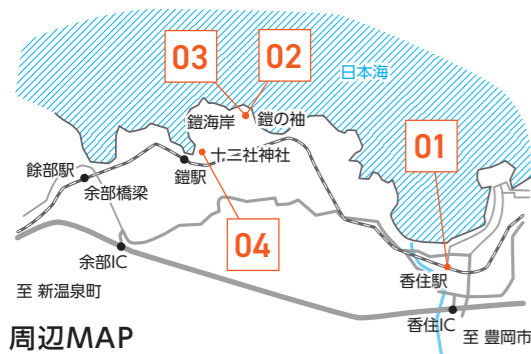 03
02
日本海
鎧海岸
鎧の袖
01
十二社神社
餘部駅
鎧駅
余部橋梁
04
余部IC
香住駅
至 新温泉町
香住IC
至 豊岡市
周辺MAP